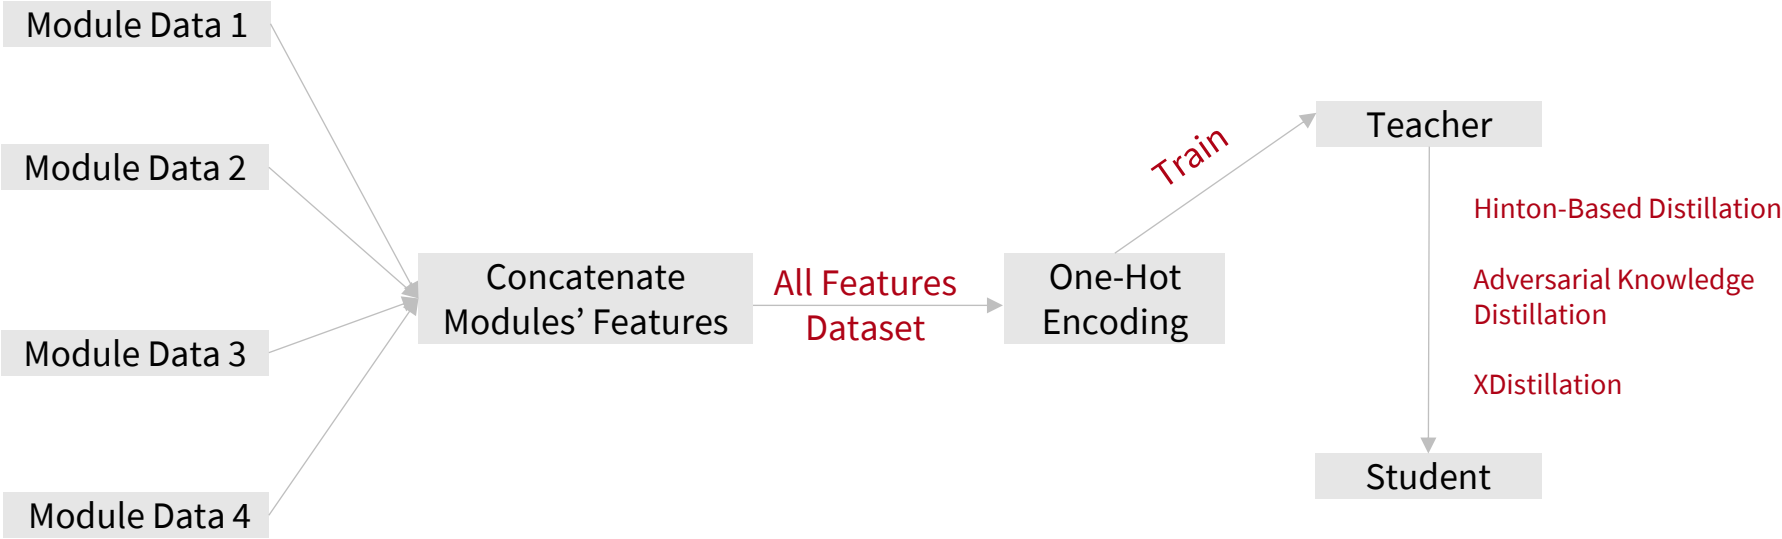 Module Data 1
Module Data 2
Module Data 3
Module Data 4
Concatenate
Modules’ Features
All Features
Dataset
One-Hot
Encoding
Train
Teacher
Hinton-Based Distillation
Adversarial Knowledge
Distillation
XDistillation
Student